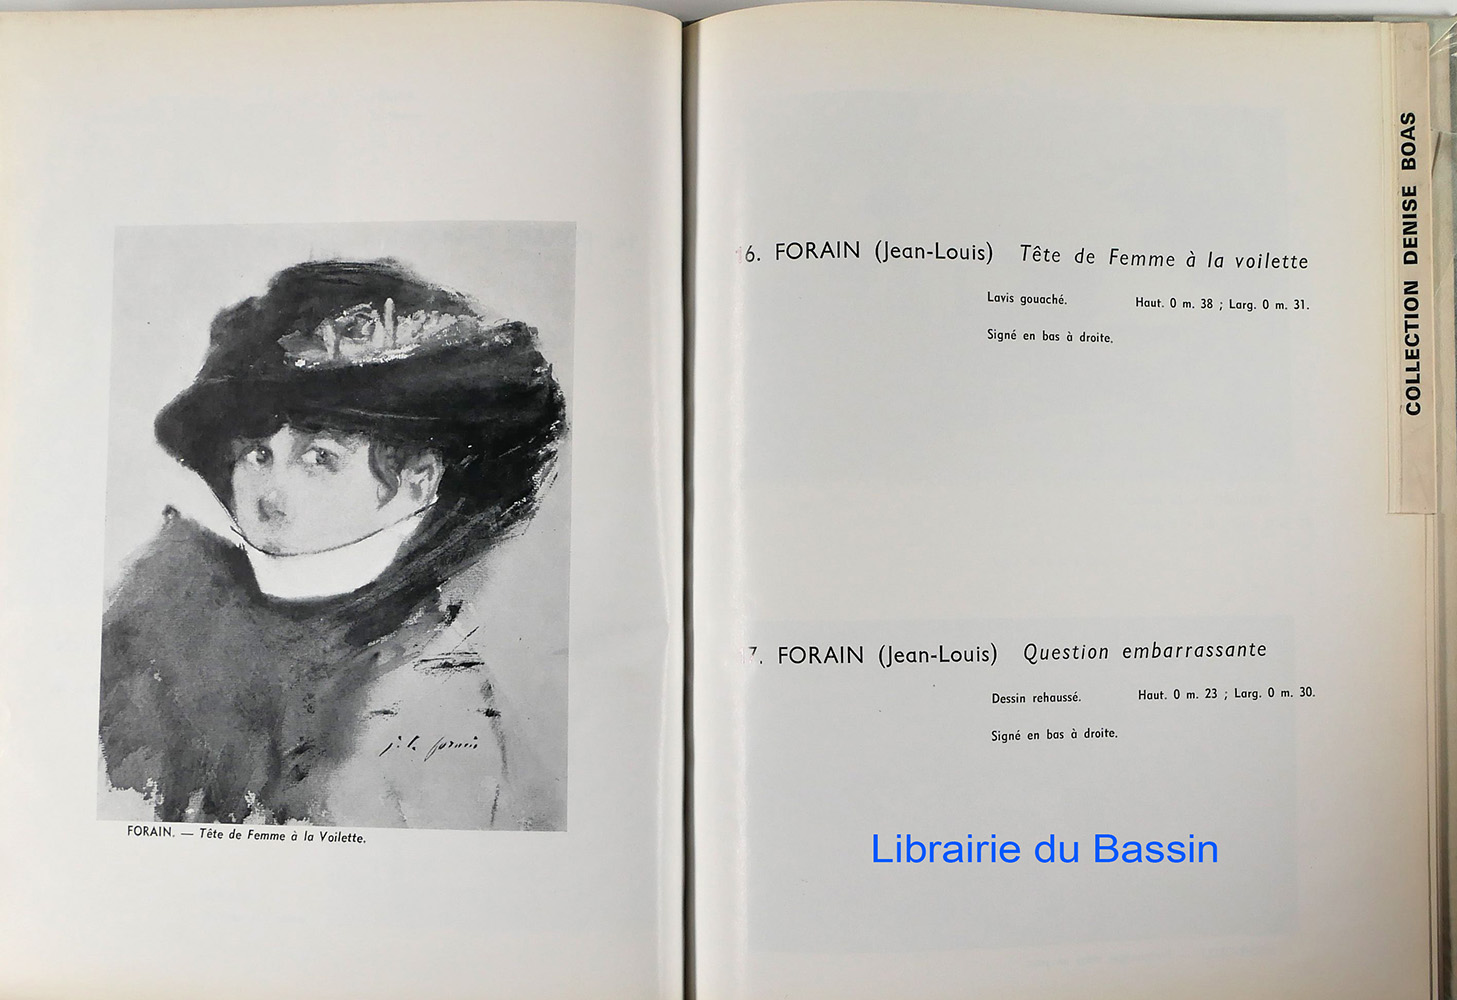 FORAIN. — Tête de Femme à la Voilette.
j. l. forain
16. FORAIN (Jean-Louis) Tête de Femme à la voilette
Lavis gouaché. Haut. 0 m. 38 ; Larg. 0 m. 31.
Signé en bas à droite.
17. FORAIN (Jean-Louis) Question embarrassante
Dessin rehaussé. Haut. 0 m. 23 ; Larg. 0 m. 30.
Signé en bas à droite.
Librairie du Bassin
COLLECTION DENISE BOAS